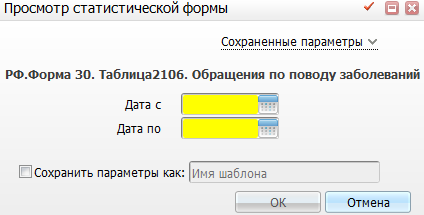 Просмотр статистической формы
Сохраненные параметры
РФ.Форма 30. Таблица2106. Обращения по поводу заболеваний
Дата с
Дата по
Сохранить параметры как: Имя шаблона
ОК Отмена